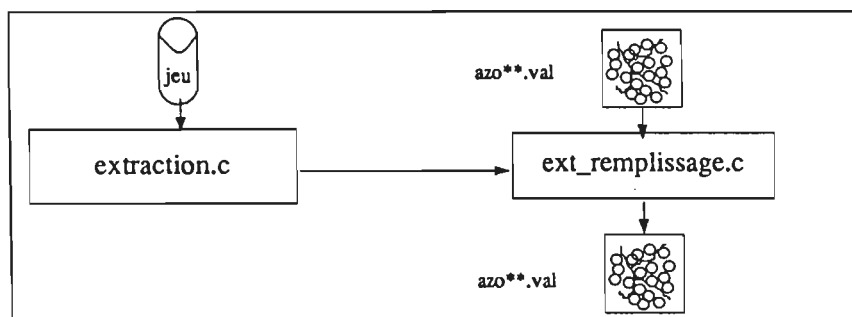 jeu
azo**.val
extraction.c
ext_remplissage.c
azo**.val